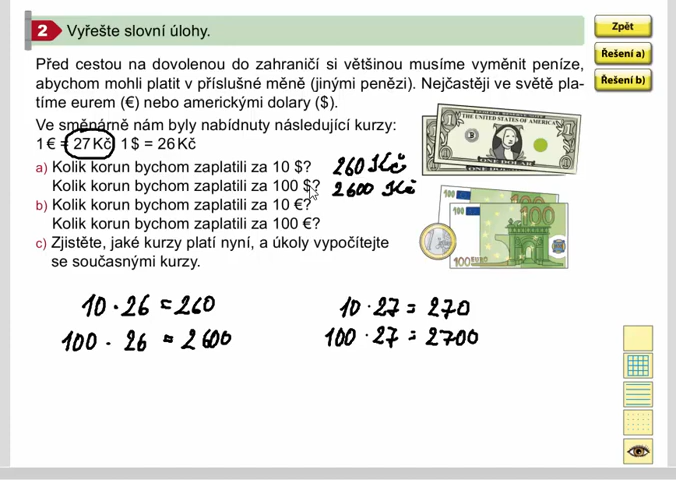 2 Vyřešte slovní úlohy.
Zpět
Řešení a)
Řešení b)
Před cestou na dovolenou do zahraničí si většinou musíme vyměnit peníze,
abychom mohli platit v příslušné měně (jinými penězi). Nejčastěji ve světě pla-
tíme eurem (€) nebo americkými dolary ($).
Ve směnárně nám byly nabídnuty následující kurzy:
1 € = 27 Kč, 1 $ = 26 Kč
a) Kolik korun bychom zaplatili za 10 $? 260 Kč
Kolik korun bychom zaplatili za 100 $? 2600 Kč
b) Kolik korun bychom zaplatili za 10 €?
Kolik korun bychom zaplatili za 100 €?
c) Zjistěte, jaké kurzy platí nyní, a úkoly vypočítejte
se současnými kurzy.
THE UNITED STATES OF AMERICA
1
ONE DOLLAR
100
100
100
100 EURO
1
10 · 26 = 260
100 · 26 = 2600
10 · 27 = 270
100 · 27 = 2700